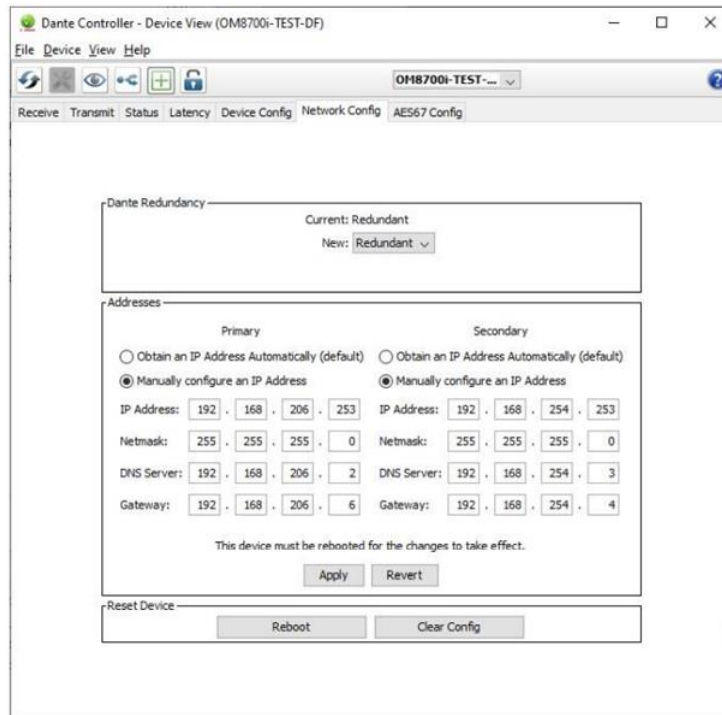 Dante Controller - Device View (OM8700i-TEST-DF)
File Device View Help
OM8700i-TEST-...
Receive Transmit Status Latency Device Config Network Config AES67 Config
Dante Redundancy
Current: Redundant
New: Redundant
Addresses
Primary Secondary
Obtain an IP Address Automatically (default) Obtain an IP Address Automatically (default)
Manually configure an IP Address Manually configure an IP Address
IP Address: 192 . 168 . 206 . 253 IP Address: 192 . 168 . 254 . 253
Netmask: 255 . 255 . 255 . 0 Netmask: 255 . 255 . 255 . 0
DNS Server: 192 . 168 . 206 . 2 DNS Server: 192 . 168 . 254 . 3
Gateway: 192 . 168 . 206 . 6 Gateway: 192 . 168 . 254 . 4
This device must be rebooted for the changes to take effect.
Apply Revert
Reset Device
Reboot Clear Config